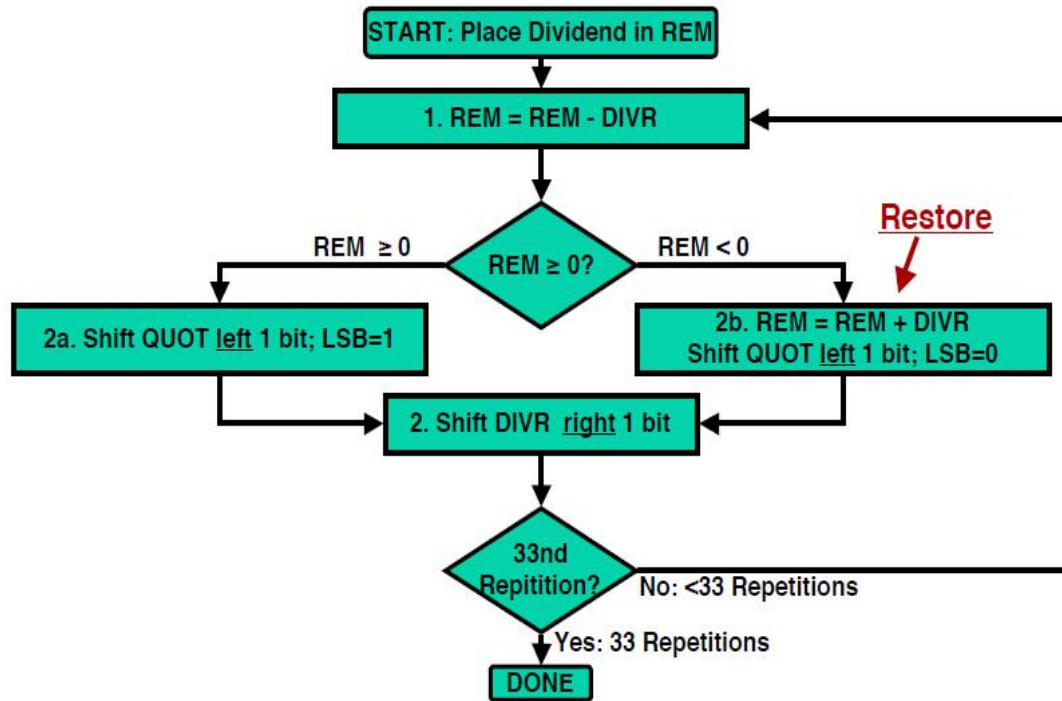 START: Place Dividend in REM
1. REM = REM - DIVR
Restore
REM ≥ 0
REM ≥ 0?
REM < 0
2a. Shift QUOT left 1 bit; LSB=1
2b. REM = REM + DIVR
Shift QUOT left 1 bit; LSB=0
2. Shift DIVR right 1 bit
33nd
Repitition?
No: <33 Repetitions
Yes: 33 Repetitions
DONE